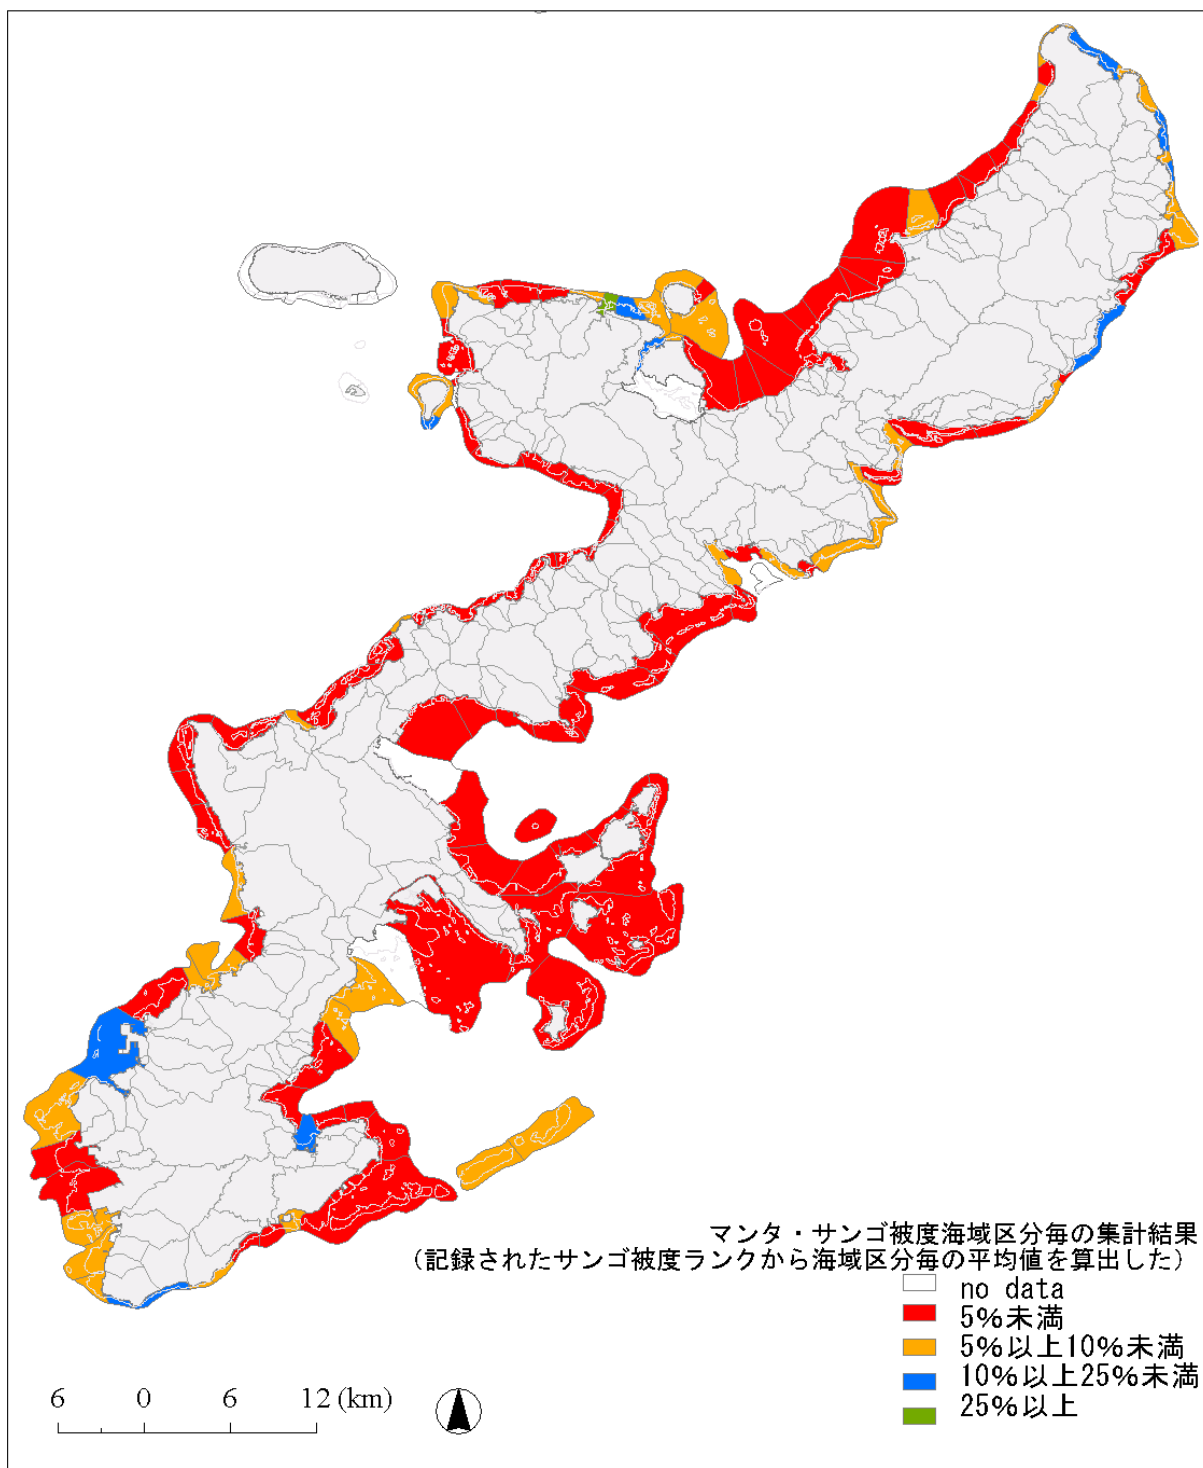 マンタ・サンゴ被度海域区分毎の集計結果
(記録されたサンゴ被度ランクから海域区分毎の平均値を算出した)
no data
5%未満
5%以上10%未満
10%以上25%未満
25%以上
6 0 6 12 (km)